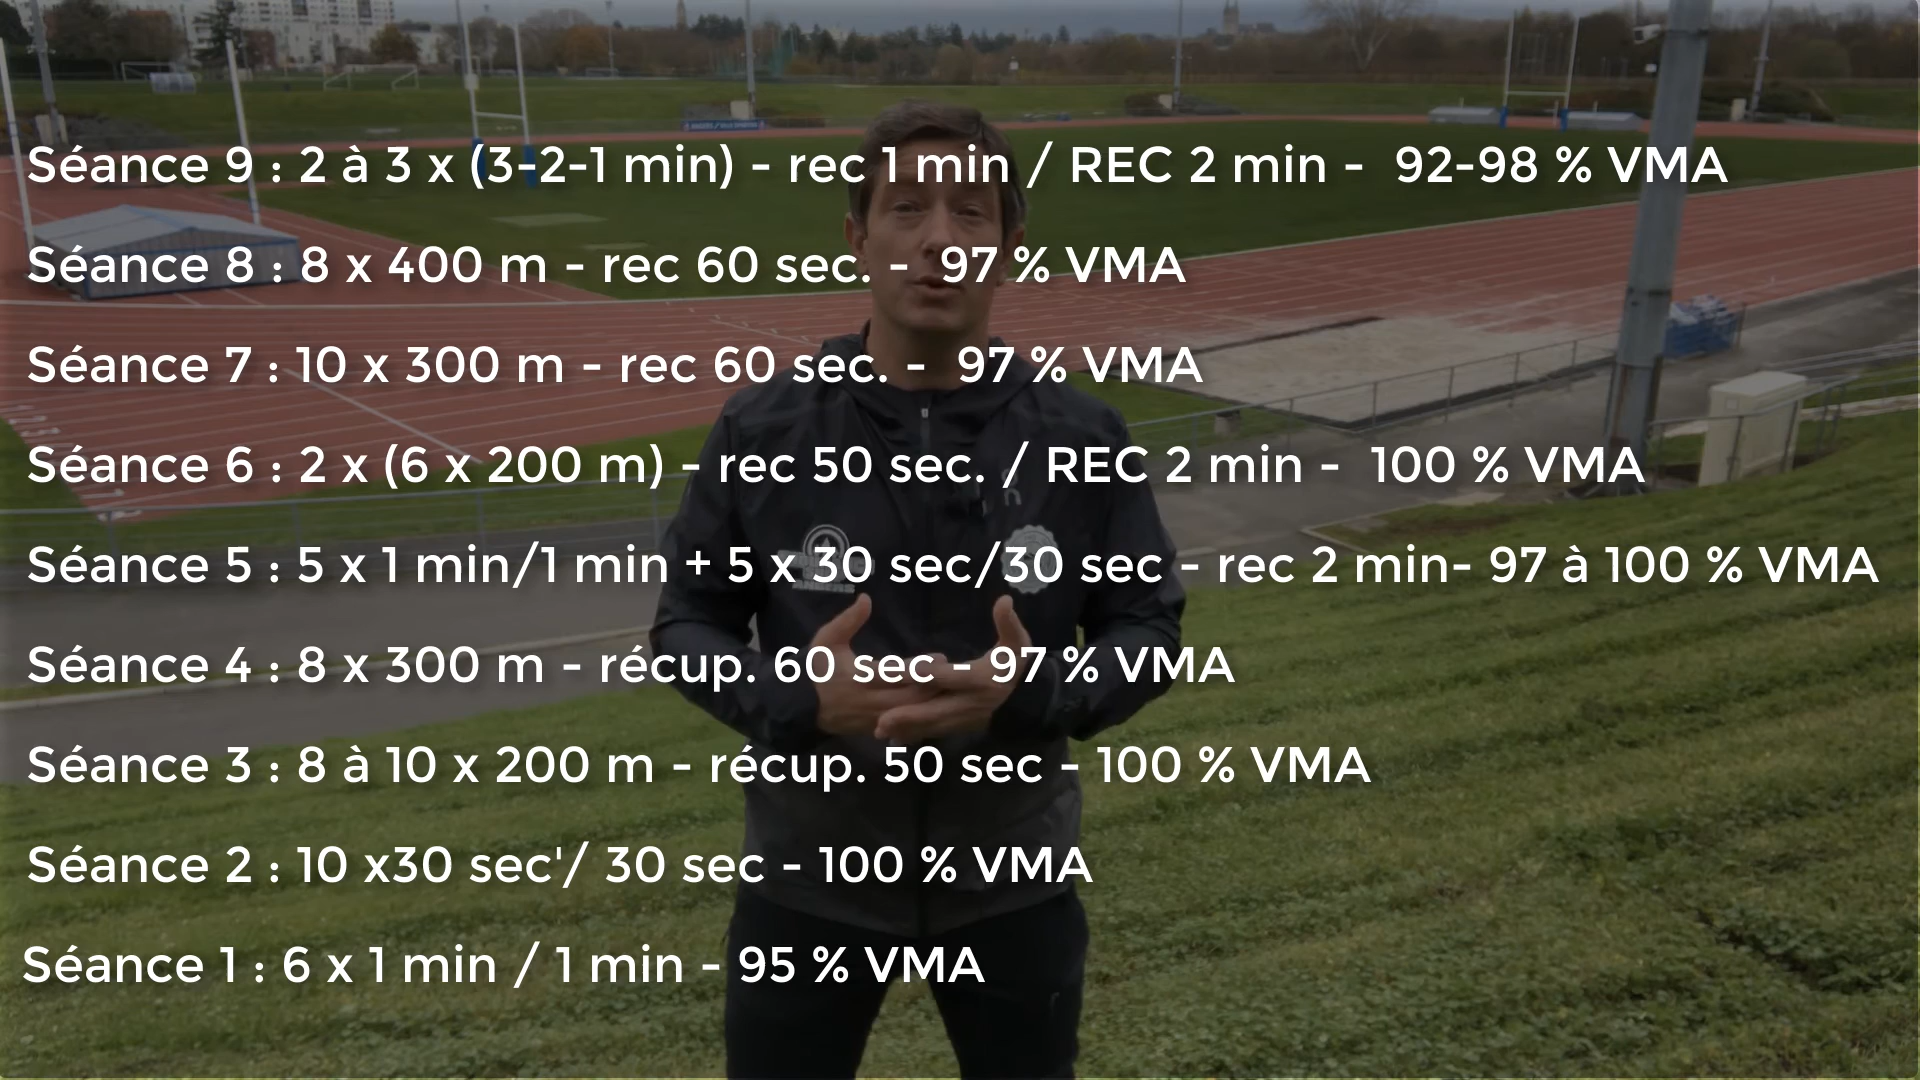 Séance 9 : 2 à 3 x (3-2-1 min) - rec 1 min / REC 2 min - 92-98 % VMA
Séance 8 : 8 x 400 m - rec 60 sec. - 97 % VMA
Séance 7 : 10 x 300 m - rec 60 sec. - 97 % VMA
Séance 6 : 2 x (6 x 200 m) - rec 50 sec. / REC 2 min - 100 % VMA
Séance 5 : 5 x 1 min/1 min + 5 x 30 sec/30 sec - rec 2 min- 97 à 100 % VMA
Séance 4 : 8 x 300 m - récup. 60 sec - 97 % VMA
Séance 3 : 8 à 10 x 200 m - récup. 50 sec - 100 % VMA
Séance 2 : 10 x30 sec'/ 30 sec - 100 % VMA
Séance 1 : 6 x 1 min / 1 min - 95 % VMA